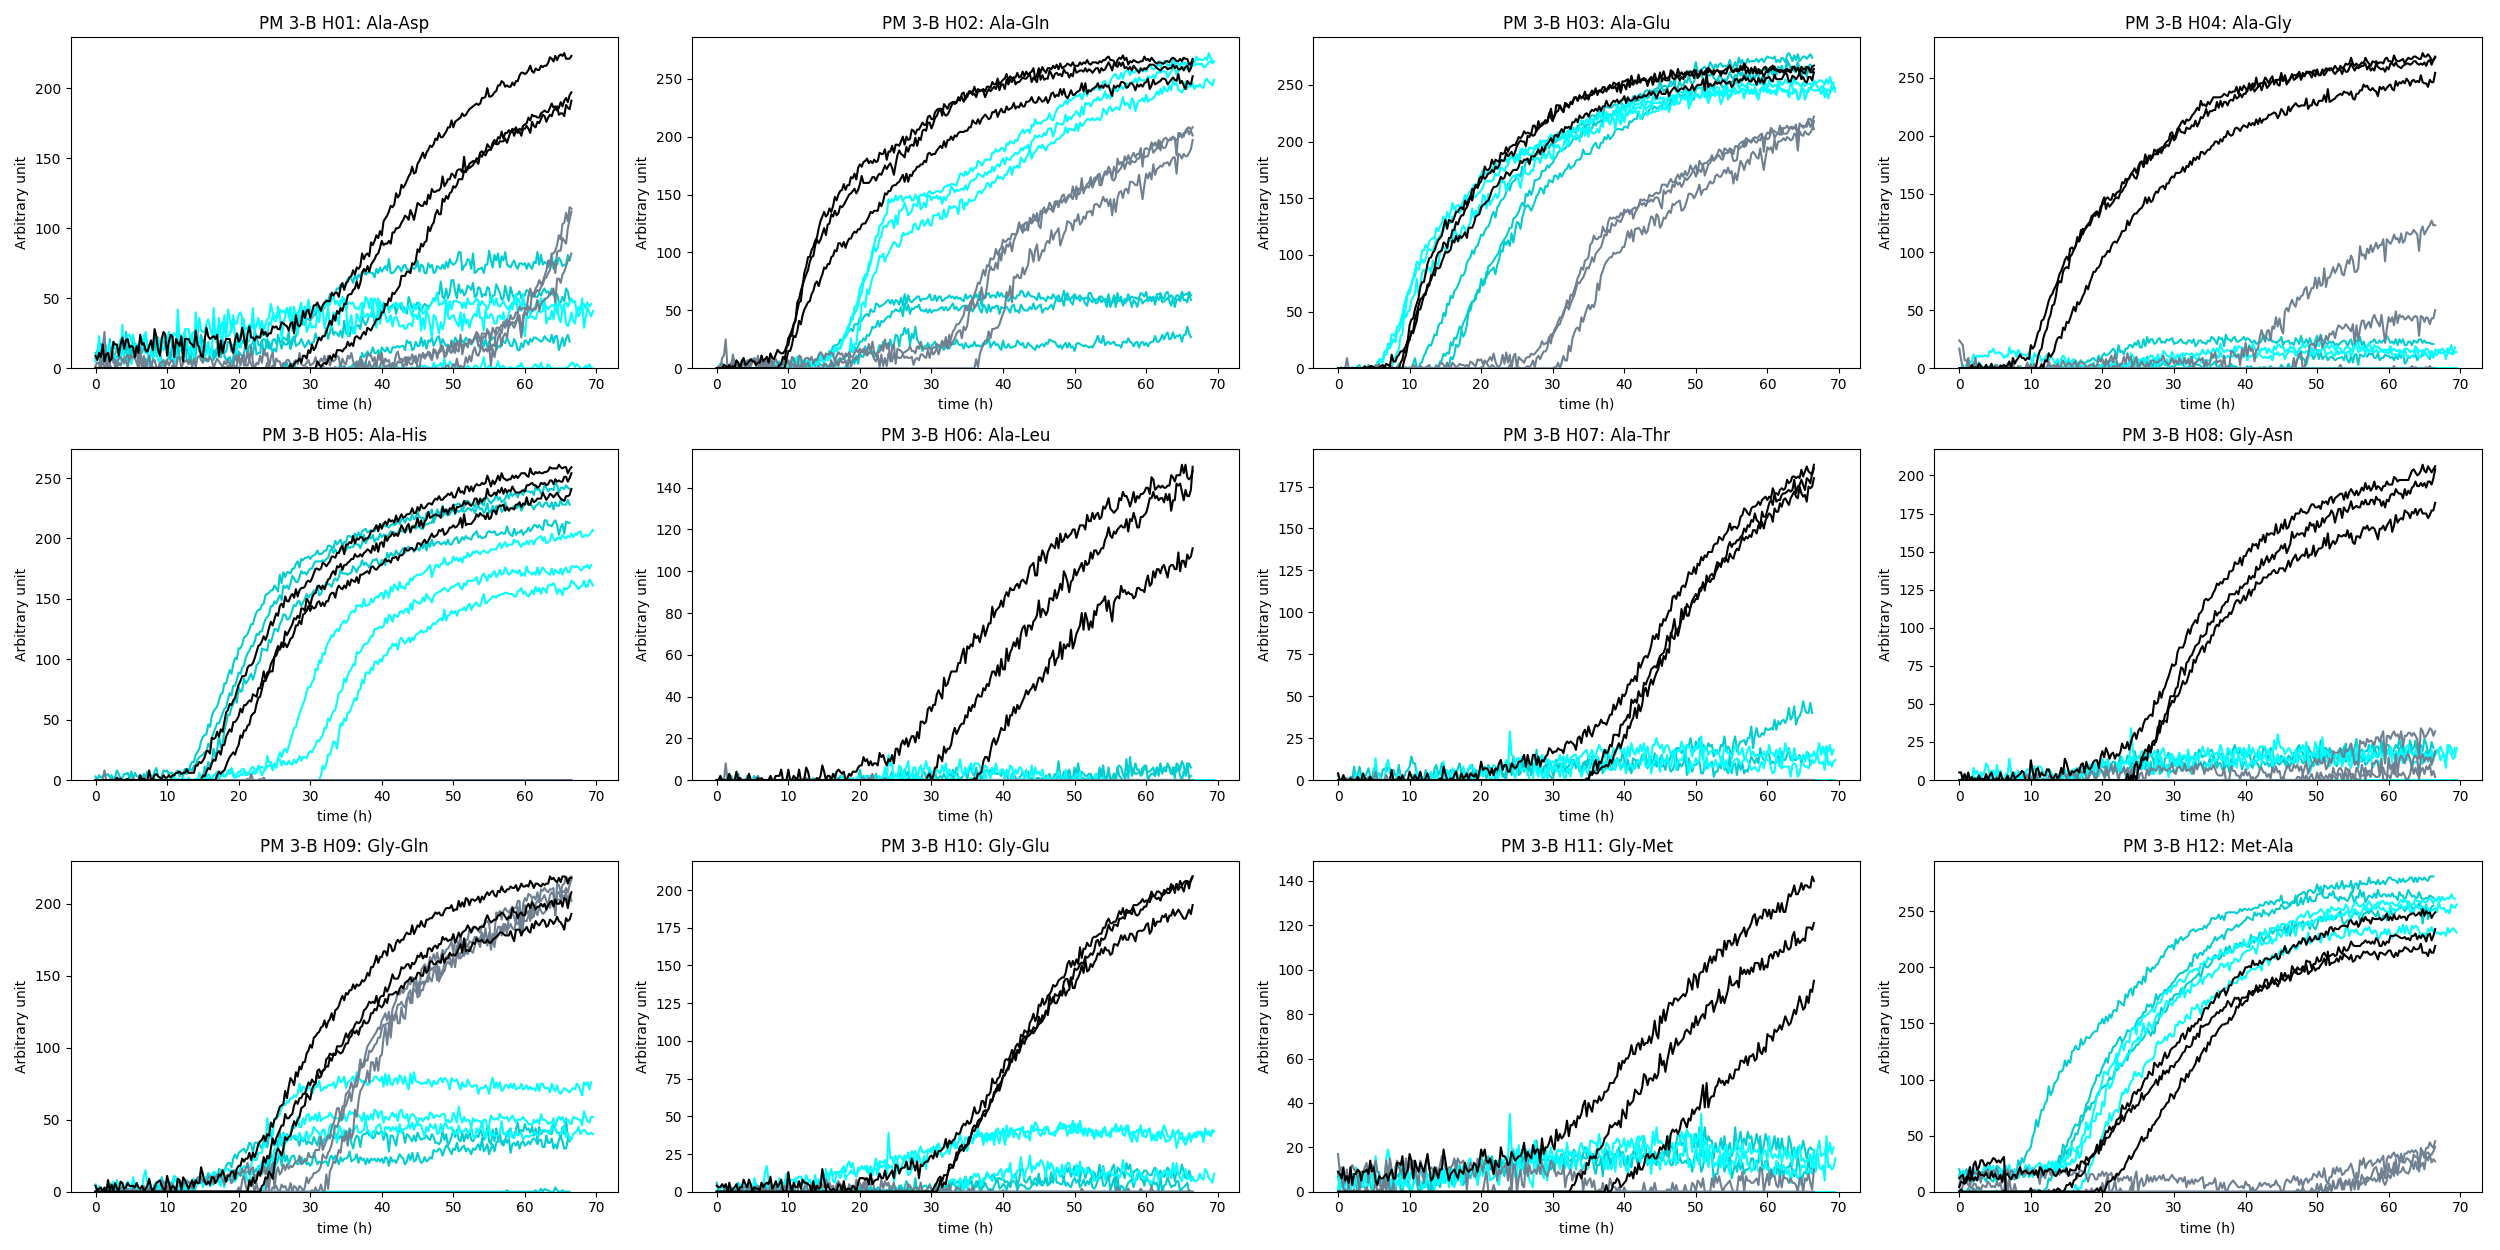 PM 3-B H01: Ala-Asp
Arbitrary unit
0 50 100 150 200
0 10 20 30 40 50 60 70
time (h)
PM 3-B H02: Ala-Gln
Arbitrary unit
0 50 100 150 200 250
0 10 20 30 40 50 60 70
time (h)
PM 3-B H03: Ala-Glu
Arbitrary unit
0 50 100 150 200 250
0 10 20 30 40 50 60 70
time (h)
PM 3-B H04: Ala-Gly
Arbitrary unit
0 50 100 150 200 250
0 10 20 30 40 50 60 70
time (h)
PM 3-B H05: Ala-His
Arbitrary unit
0 50 100 150 200 250
0 10 20 30 40 50 60 70
time (h)
PM 3-B H06: Ala-Leu
Arbitrary unit
0 20 40 60 80 100 120 140
0 10 20 30 40 50 60 70
time (h)
PM 3-B H07: Ala-Thr
Arbitrary unit
0 25 50 75 100 125 150 175
0 10 20 30 40 50 60 70
time (h)
PM 3-B H08: Gly-Asn
Arbitrary unit
0 25 50 75 100 125 150 175 200
0 10 20 30 40 50 60 70
time (h)
PM 3-B H09: Gly-Gln
Arbitrary unit
0 50 100 150 200
0 10 20 30 40 50 60 70
time (h)
PM 3-B H10: Gly-Glu
Arbitrary unit
0 25 50 75 100 125 150 175 200
0 10 20 30 40 50 60 70
time (h)
PM 3-B H11: Gly-Met
Arbitrary unit
0 20 40 60 80 100 120 140
0 10 20 30 40 50 60 70
time (h)
PM 3-B H12: Met-Ala
Arbitrary unit
0 50 100 150 200 250
0 10 20 30 40 50 60 70
time (h)